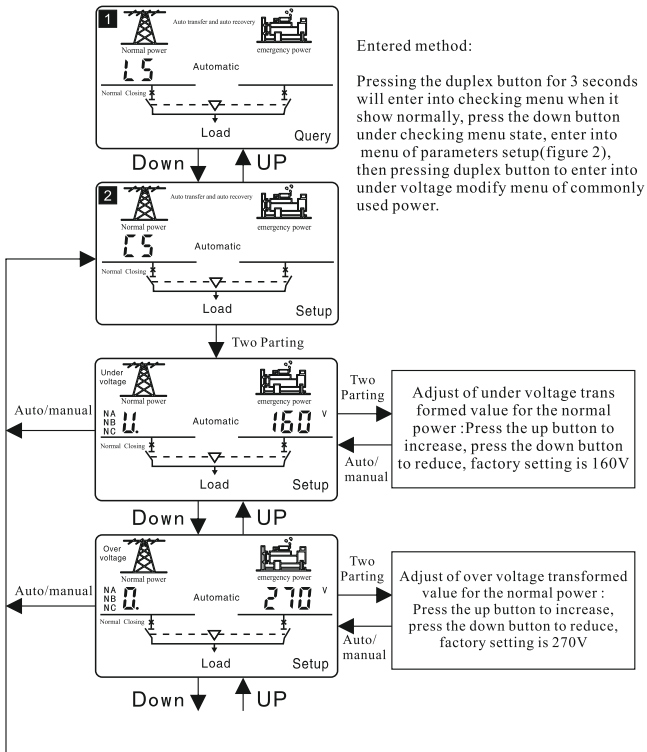 1
Auto transfer and auto recovery
Normal power
emergency power
LS
Automatic
Normal Closing
Load
Query
Down
UP
Entered method:
Pressing the duplex button for 3 seconds
will enter into checking menu when it
show normally, press the down button
under checking menu state, enter into
menu of parameters setup(figure 2),
then pressing duplex button to enter into
under voltage modify menu of commonly
used power.
2
Auto transfer and auto recovery
Normal power
emergency power
CS
Automatic
Normal Closing
Load
Setup
Two Parting
Under
voltage
Normal power
emergency power
Auto/manual
NA
NB
NC
U.
Automatic
160 V
Normal Closing
Load
Setup
Two
Parting
Auto/
manual
Adjust of under voltage trans
formed value for the normal
power :Press the up button to
increase, press the down button
to reduce, factory setting is 160V
Down
UP
Over
voltage
Normal power
emergency power
Auto/manual
NA
NB
NC
O.
Automatic
270 V
Normal Closing
Load
Setup
Two
Parting
Auto/
manual
Adjust of over voltage transformed
value for the normal power :
Press the up button to increase,
press the down button to reduce,
factory setting is 270V
Down
UP